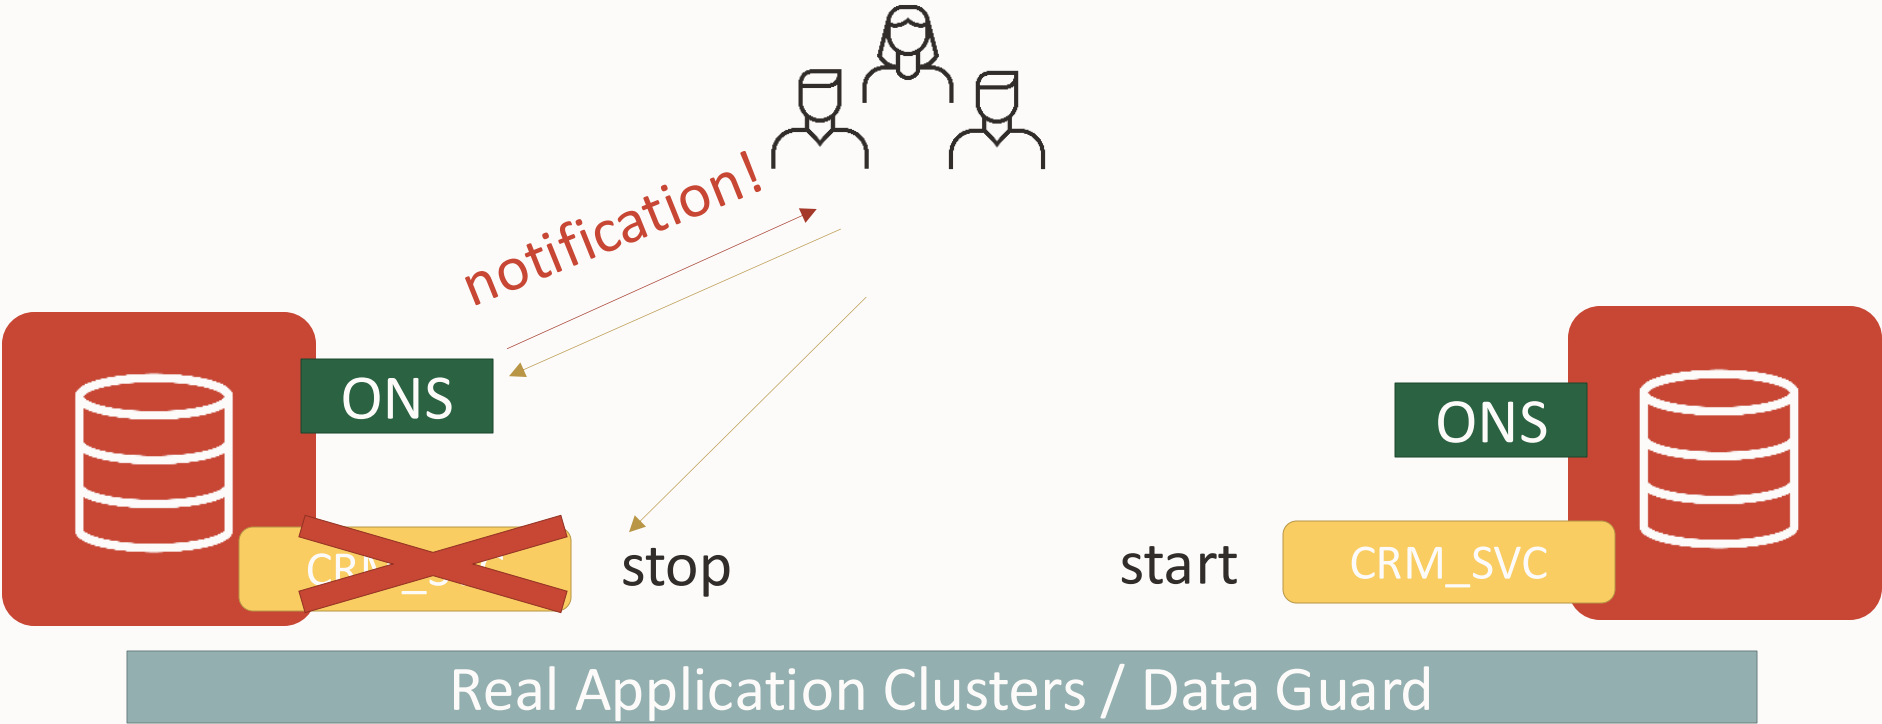 notification!
ONS
ONS
stop
start
CRM_SVC
Real Application Clusters / Data Guard